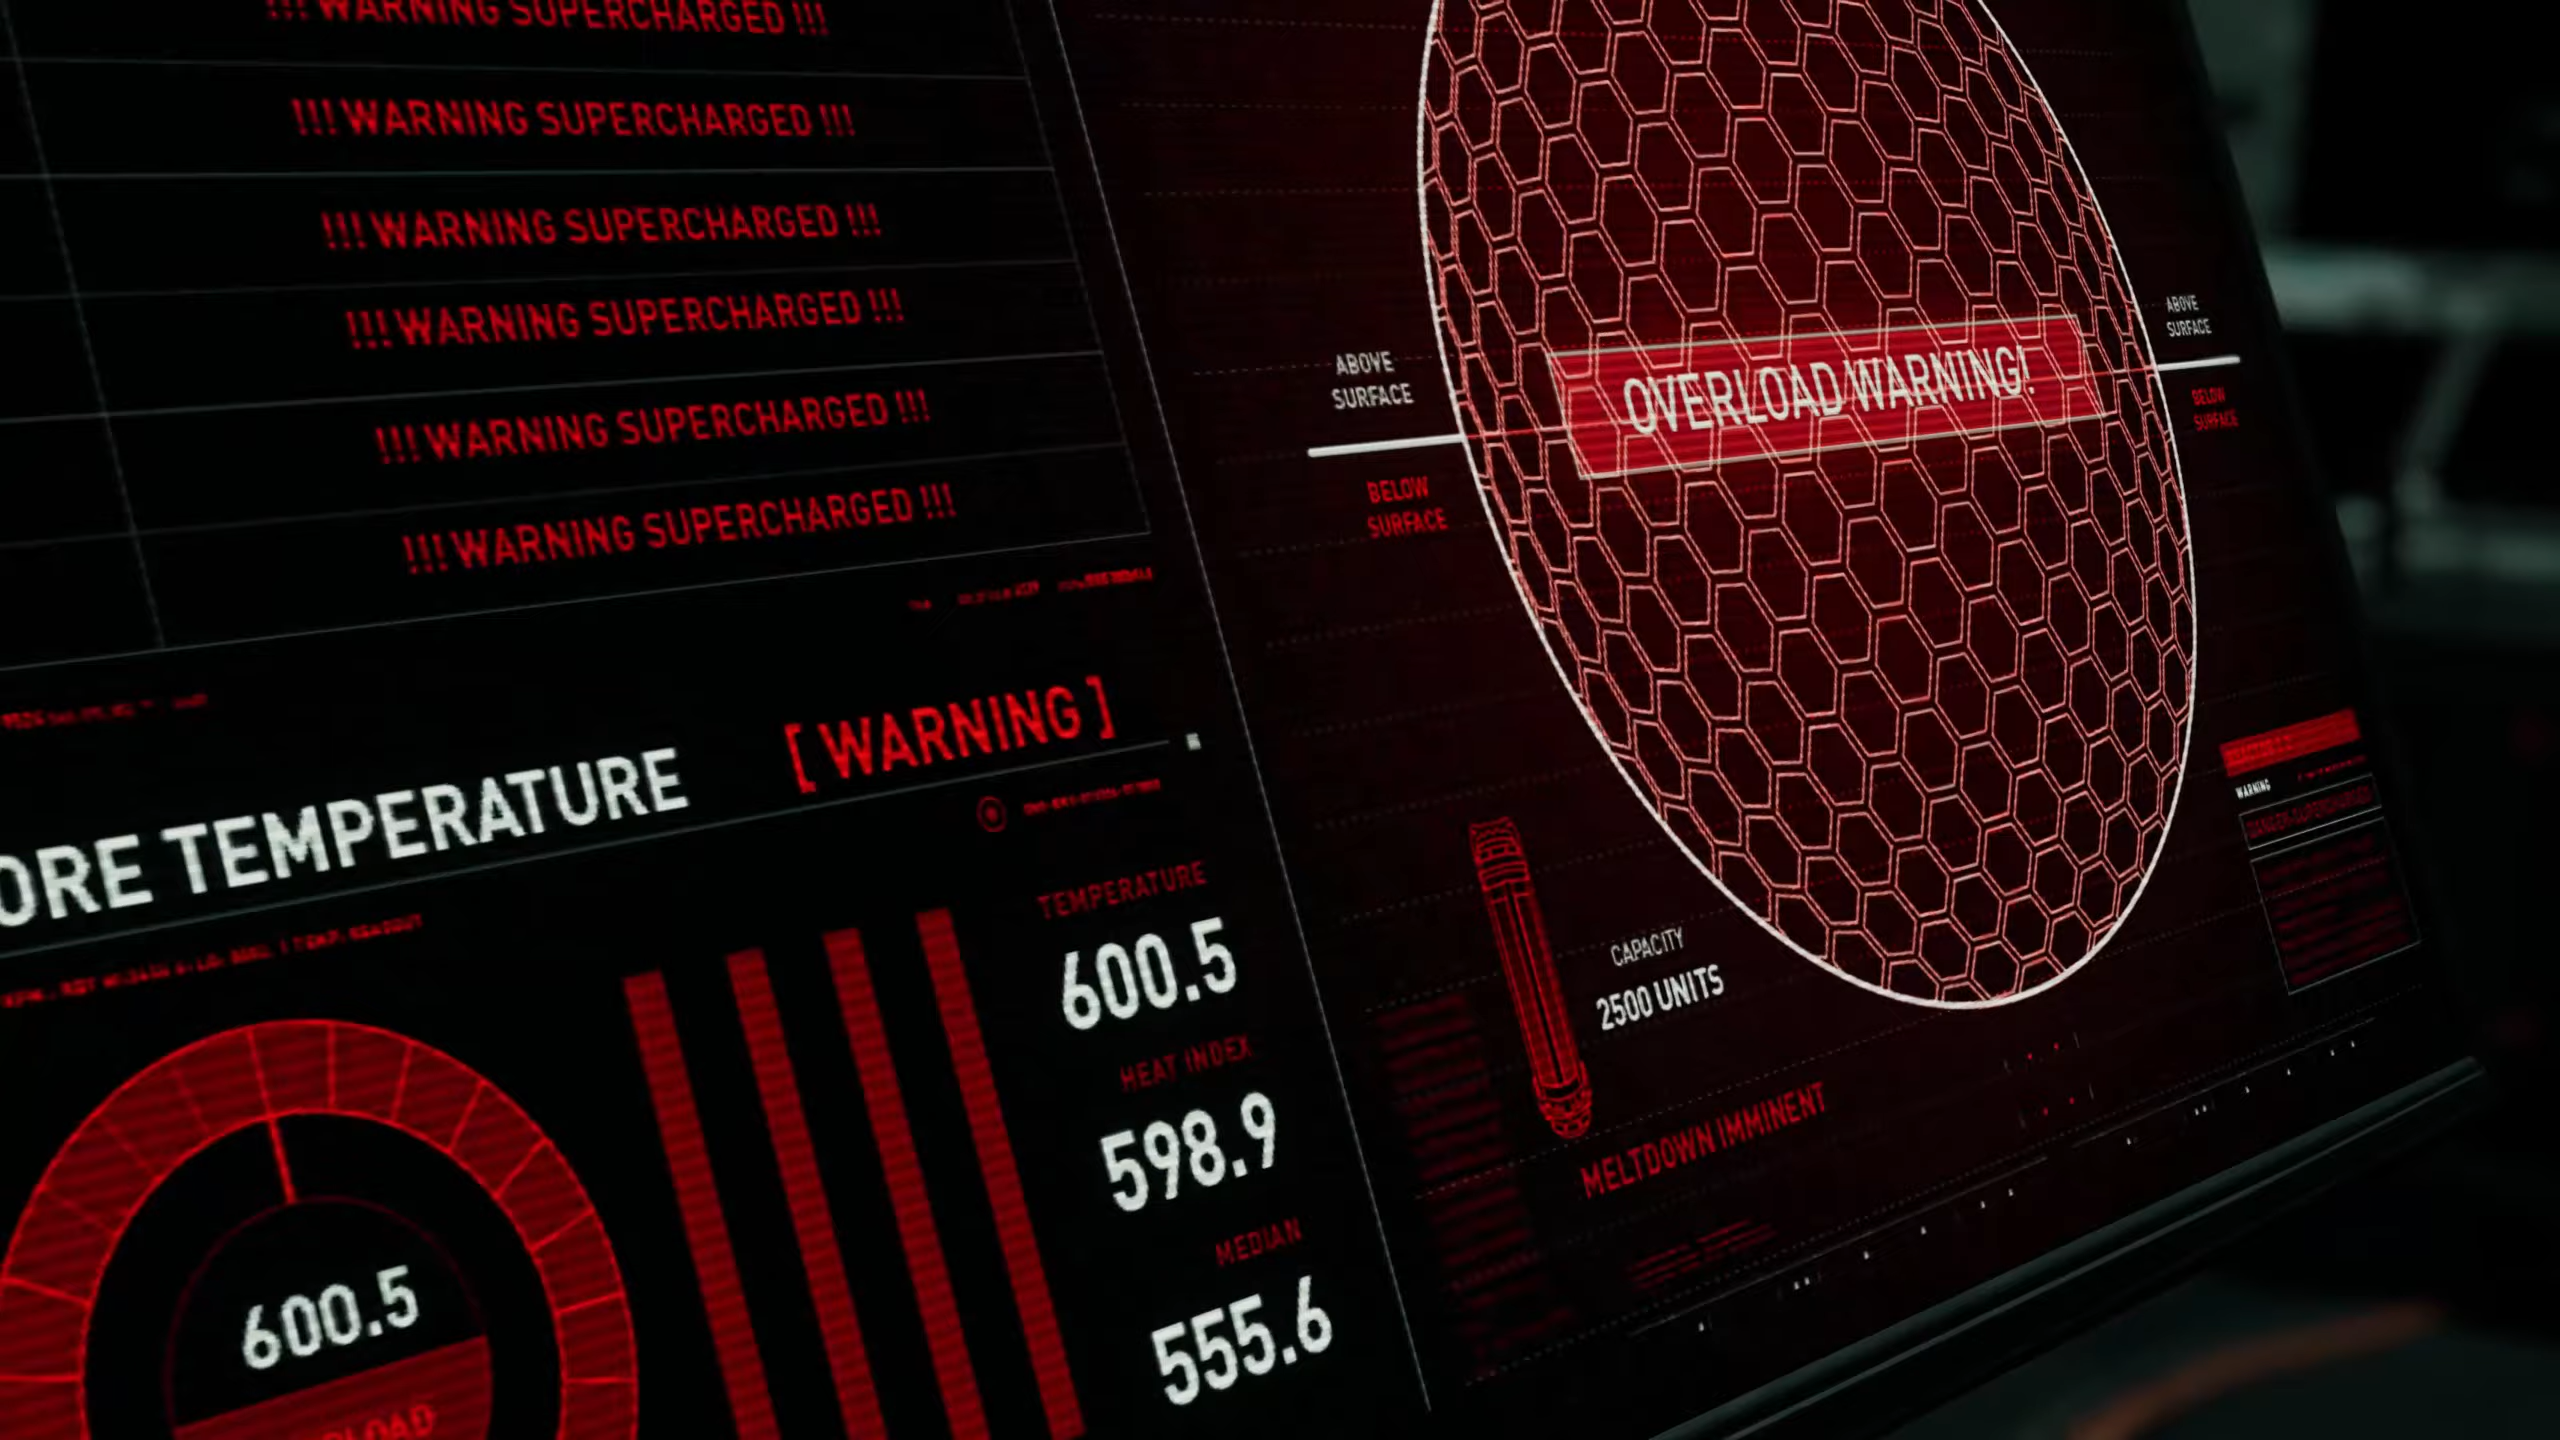 !!! WARNING SUPERCHARGED !!!
!!! WARNING SUPERCHARGED !!!
!!! WARNING SUPERCHARGED !!!
!!! WARNING SUPERCHARGED !!!
!!! WARNING SUPERCHARGED !!!
!!! WARNING SUPERCHARGED !!!
ORE TEMPERATURE
[ WARNING ]
TEMPERATURE
600.5
HEAT INDEX
598.9
MEDIAN
555.6
600.5
RLOAD
OVERLOAD WARNING!
ABOVE
SURFACE
BELOW
SURFACE
ABOVE
SURFACE
BELOW
SURFACE
CAPACITY
2500 UNITS
MELTDOWN IMMINENT
WARNING